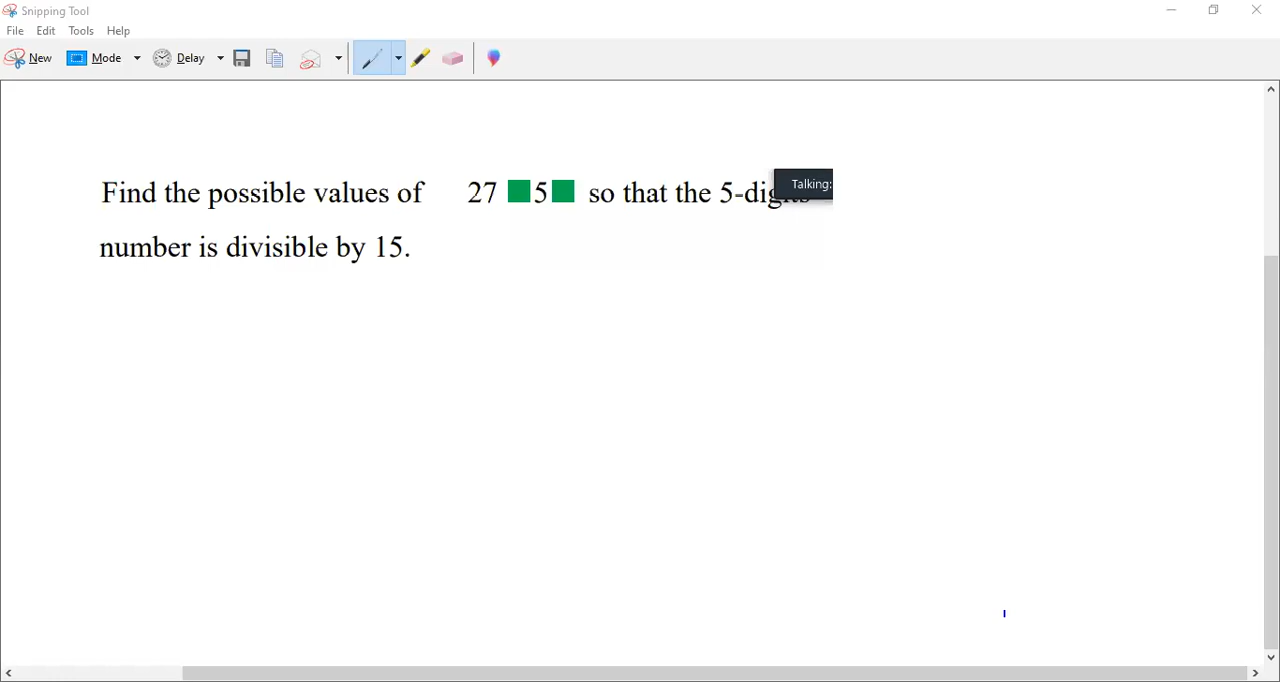 Snipping Tool
File Edit Tools Help
New Mode Delay
Talking:
Find the possible values of 27 5 so that the 5-digits
number is divisible by 15.